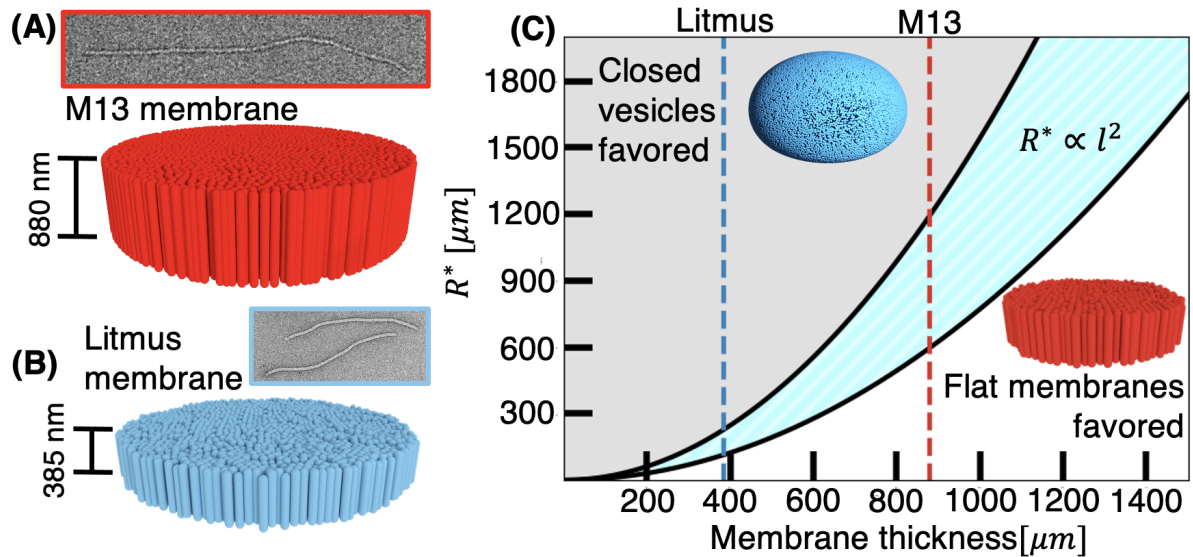 (A)
M13 membrane
880 nm
(B)
Litmus
membrane
385 nm
(C)
Litmus
M13
Closed
vesicles
favored
R* ∝ l²
Flat membranes
favored
R* [μm]
1800
1500
1200
900
600
300
200 400 600 800 1000 1200 1400
Membrane thickness[μm]